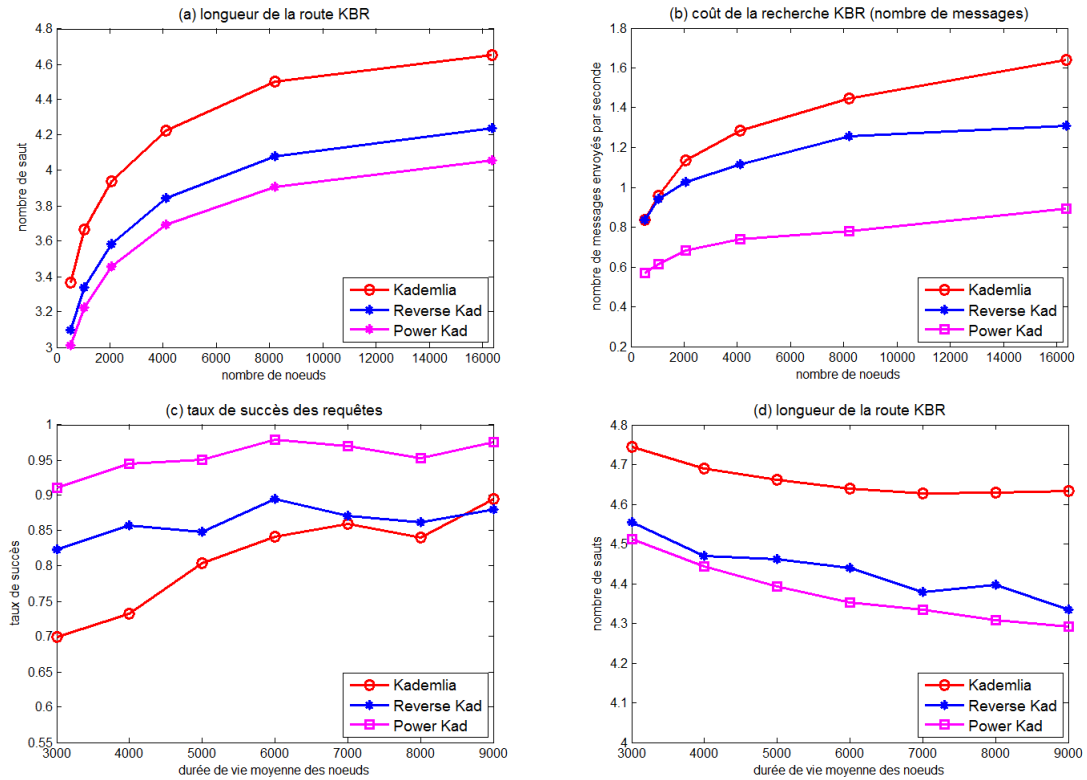 (a) longueur de la route KBR
4.8
4.6
4.4
4.2
4
3.8
3.6
3.4
3.2
3
nombre de saut
0 2000 4000 6000 8000 10000 12000 14000 16000
nombre de noeuds
Kademlia
Reverse Kad
Power Kad
(b) coût de la recherche KBR (nombre de messages)
1.8
1.6
1.4
1.2
1
0.8
0.6
0.4
0.2
nombre de messages envoyés par seconde
0 2000 4000 6000 8000 10000 12000 14000 16000
nombre de noeuds
Kademlia
Reverse Kad
Power Kad
(c) taux de succès des requêtes
1
0.95
0.9
0.85
0.8
0.75
0.7
0.65
0.6
0.55
taux de succès
3000 4000 5000 6000 7000 8000 9000
durée de vie moyenne des noeuds
Kademlia
Reverse Kad
Power Kad
(d) longueur de la route KBR
4.8
4.7
4.6
4.5
4.4
4.3
4.2
4.1
4
nombre de sauts
3000 4000 5000 6000 7000 8000 9000
durée de vie moyenne des noeuds
Kademlia
Reverse Kad
Power Kad